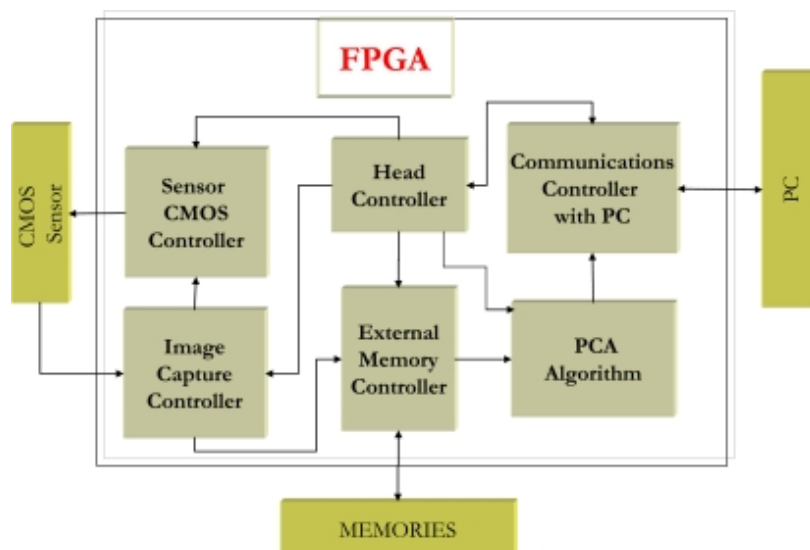 FPGA
CMOS
Sensor
Sensor
CMOS
Controller
Head
Controller
Communications
Controller
with PC
PC
Image
Capture
Controller
External
Memory
Controller
PCA
Algorithm
MEMORIES